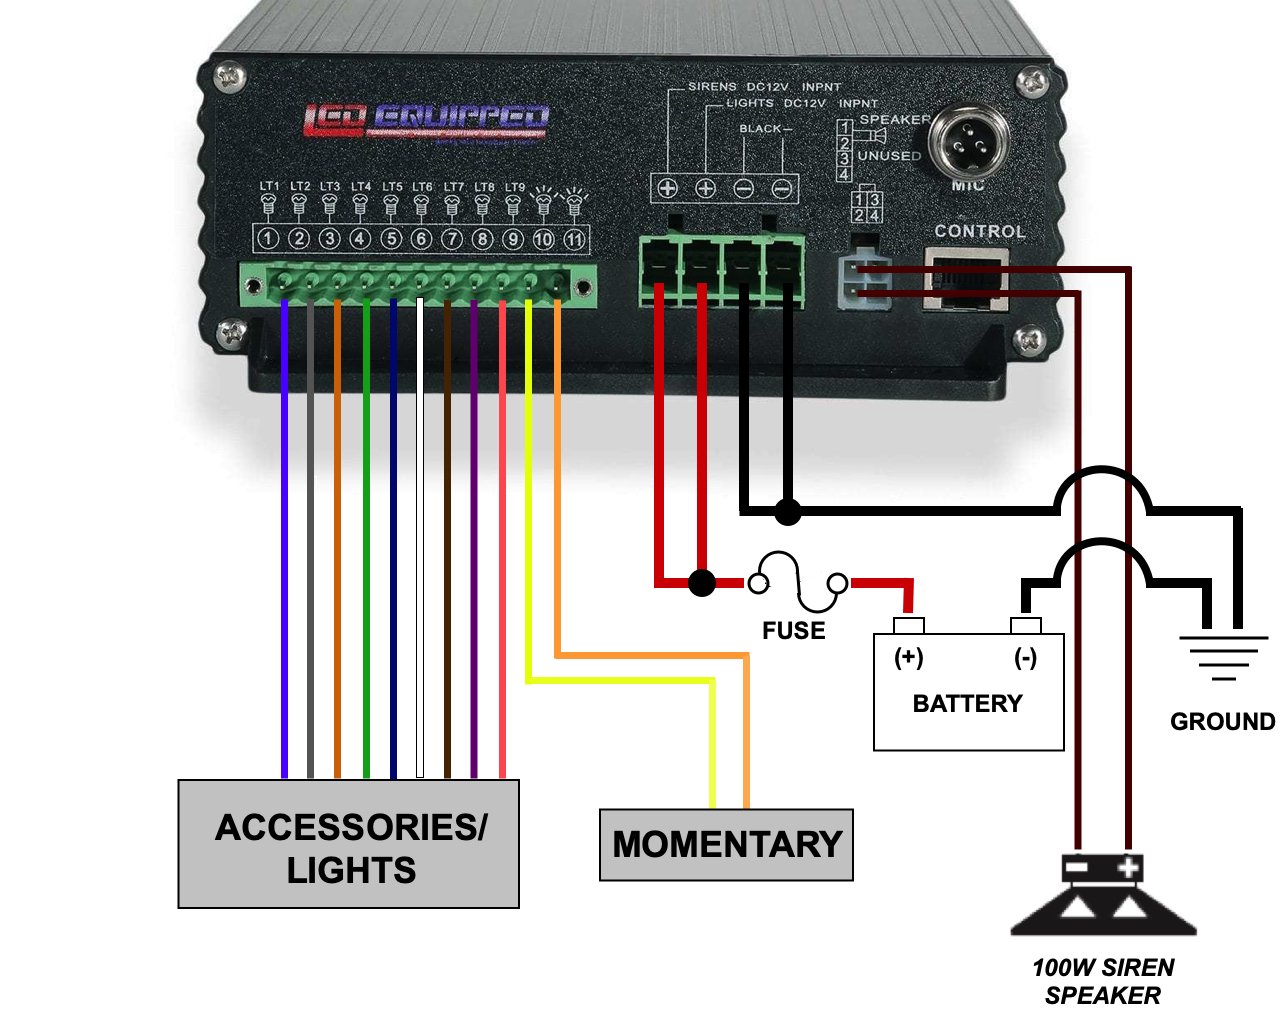 SIRENS DC12V INPNT
LIGHTS DC12V INPNT
BLACK
LED EQUIPPED
1
2
3
4
SPEAKER
UNUSED
MIC
1 3
2 4
CONTROL
LT1 LT2 LT3 LT4 LT5 LT6 LT7 LT8 LT9
1 2 3 4 5 6 7 8 9 10 11
+ + − −
FUSE
(+) (-)
BATTERY
GROUND
ACCESSORIES/
LIGHTS
MOMENTARY
- +
100W SIREN
SPEAKER